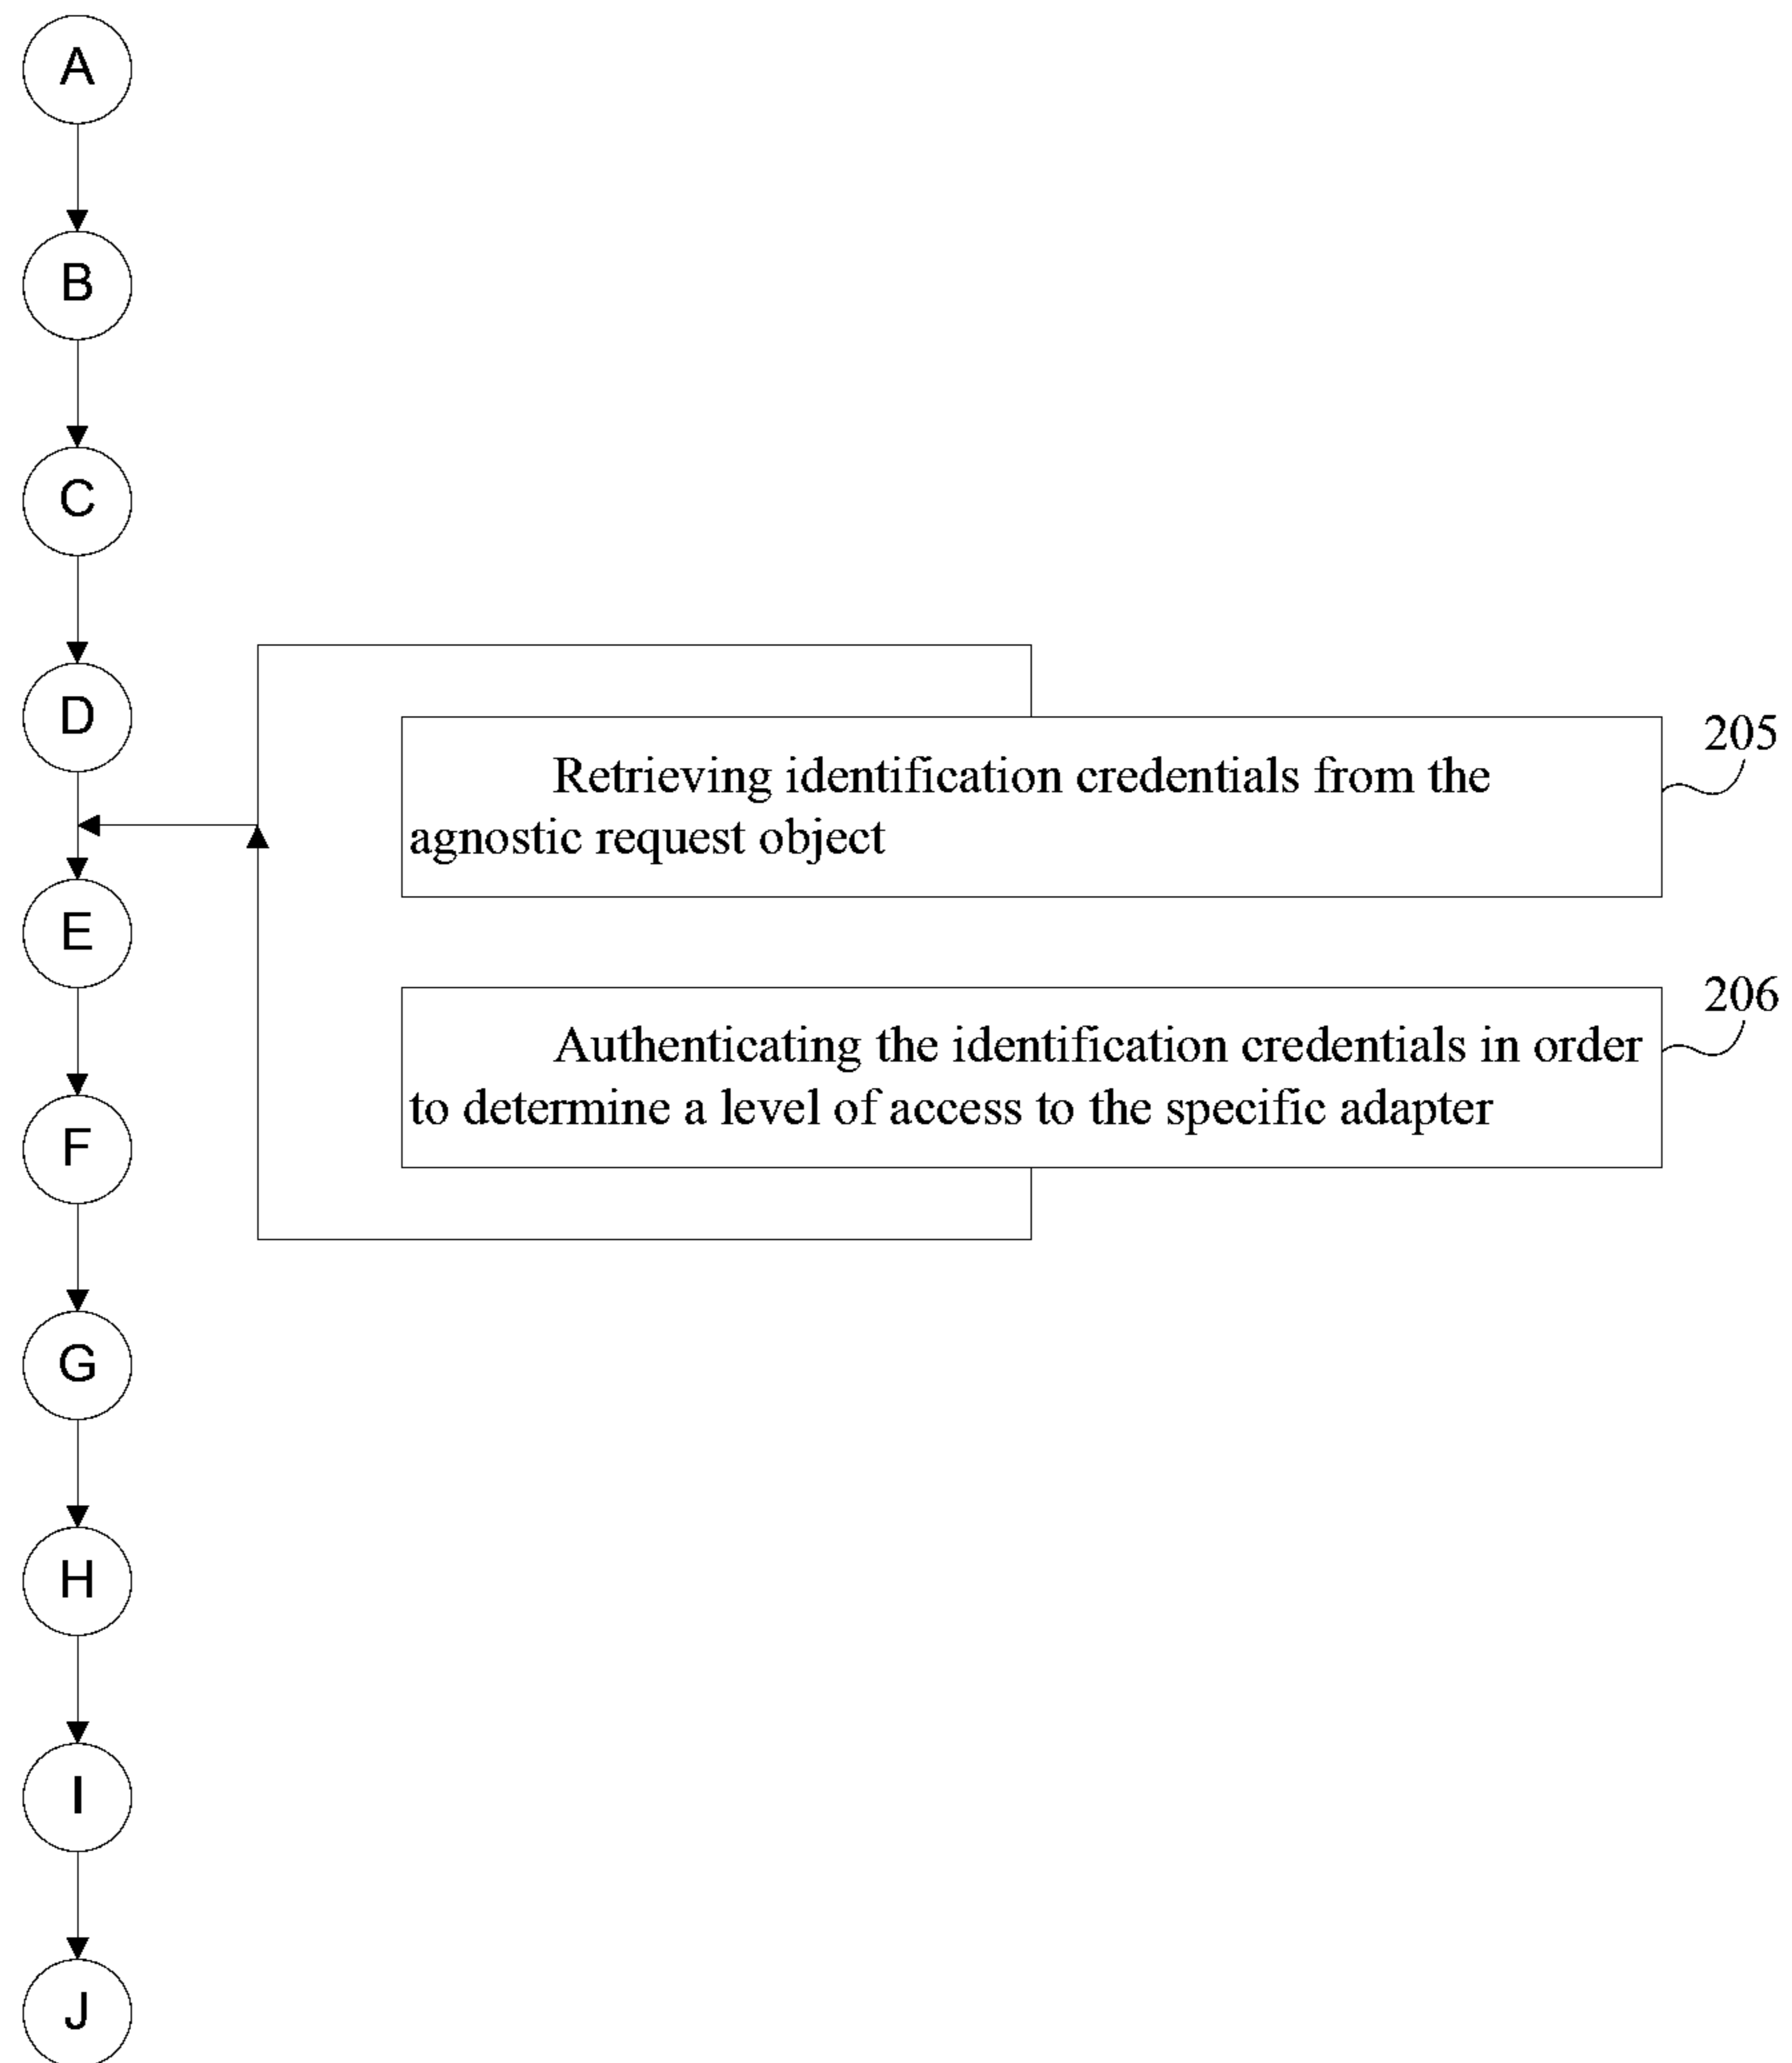 A
B
C
D
205
Retrieving identification credentials from the
agnostic request object
E
206
Authenticating the identification credentials in order
to determine a level of access to the specific adapter
F
G
H
I
J